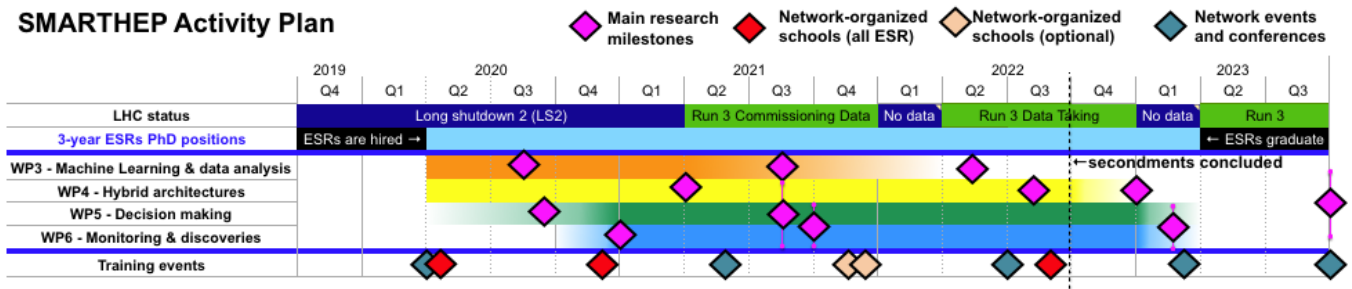 SMARTHEP Activity Plan
Main research milestones
Network-organized schools (all ESR)
Network-organized schools (optional)
Network events and conferences
2019 2020 2021 2022 2023
Q4 Q1 Q2 Q3 Q4 Q1 Q2 Q3 Q4 Q1 Q2 Q3 Q4 Q1 Q2 Q3
LHC status Long shutdown 2 (LS2) Run 3 Commissioning Data No data Run 3 Data Taking No data Run 3
3-year ESRs PhD positions ESRs are hired → ← ESRs graduate
WP3 - Machine Learning & data analysis ←secondments concluded
WP4 - Hybrid architectures
WP5 - Decision making
WP6 - Monitoring & discoveries
Training events